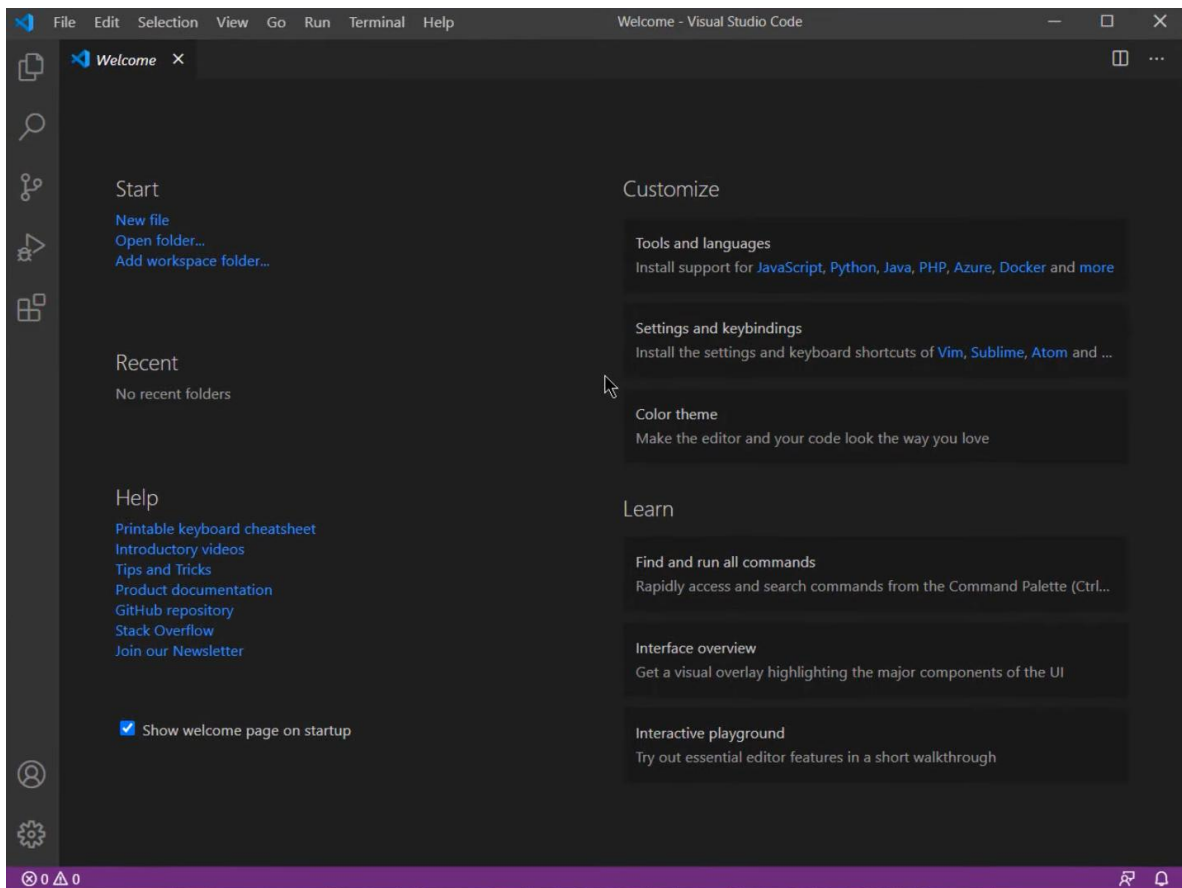 File Edit Selection View Go Run Terminal Help
Welcome - Visual Studio Code
Welcome
Start
New file
Open folder...
Add workspace folder...
Recent
No recent folders
Help
Printable keyboard cheatsheet
Introductory videos
Tips and Tricks
Product documentation
GitHub repository
Stack Overflow
Join our Newsletter
Show welcome page on startup
Customize
Tools and languages
Install support for JavaScript, Python, Java, PHP, Azure, Docker and more
Settings and keybindings
Install the settings and keyboard shortcuts of Vim, Sublime, Atom and ...
Color theme
Make the editor and your code look the way you love
Learn
Find and run all commands
Rapidly access and search commands from the Command Palette (Ctrl...
Interface overview
Get a visual overlay highlighting the major components of the UI
Interactive playground
Try out essential editor features in a short walkthrough
0 0